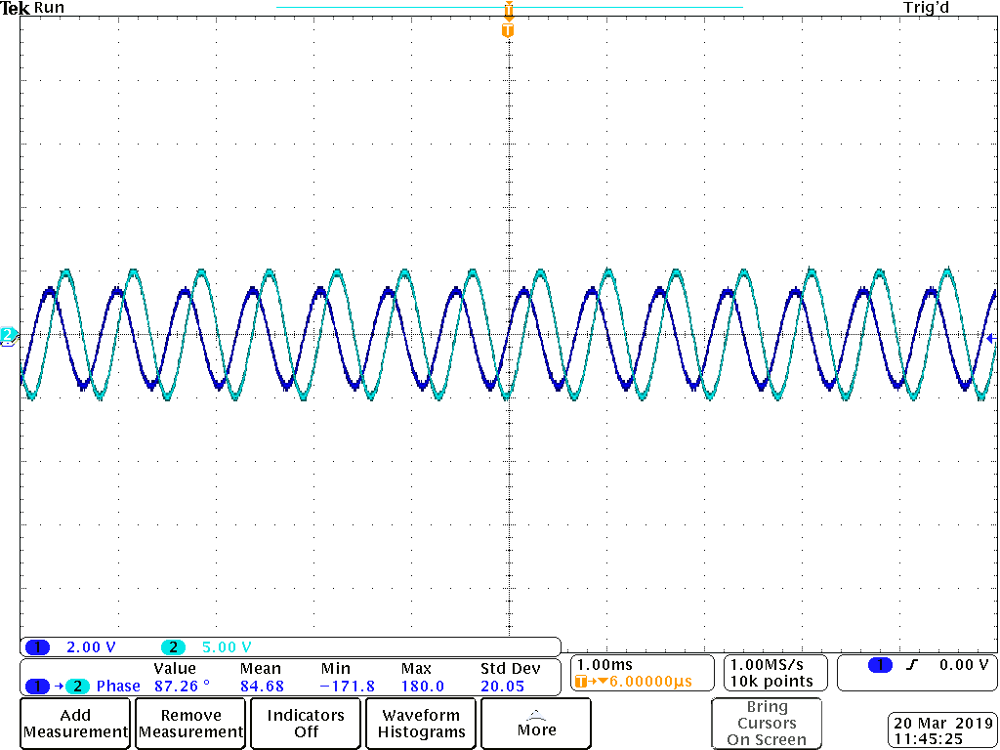 Tek Run Trig'd
T
T
2
1 2.00 V 2 5.00 V
Value Mean Min Max Std Dev
1 → 2 Phase 87.26 ° 84.68 −171.8 180.0 20.05
1.00ms
T→▼6.00000µs
1.00MS/s
10k points
1 0.00 V
Add
Measurement
Remove
Measurement
Indicators
Off
Waveform
Histograms
More
Bring
Cursors
On Screen
20 Mar 2019
11:45:25